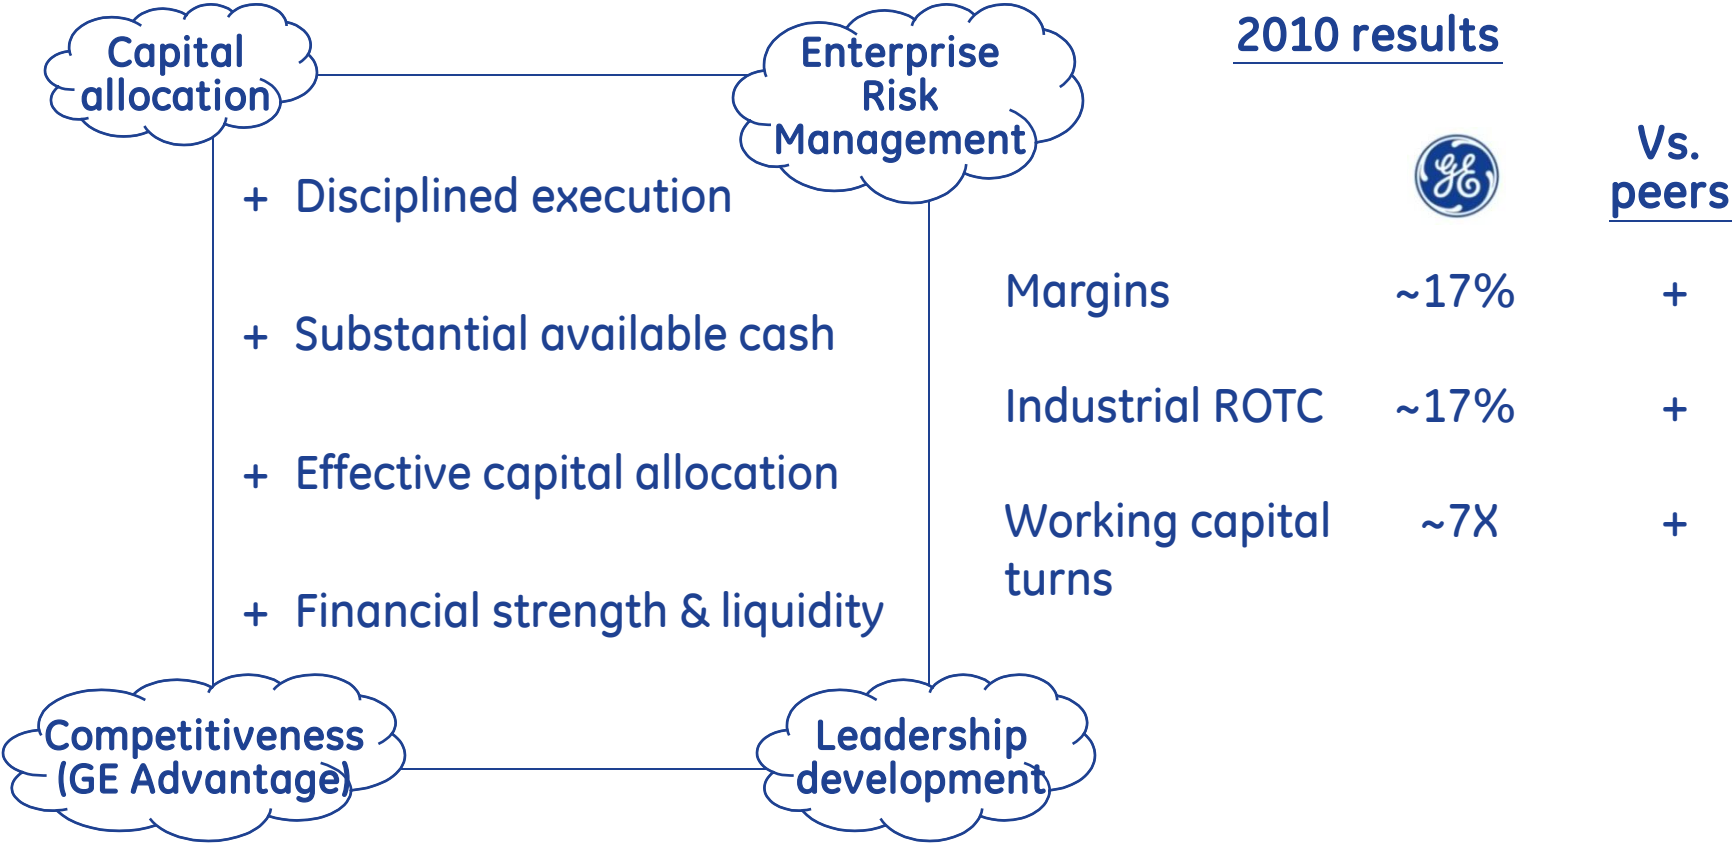 Capital
allocation
Enterprise
Risk
Management
+ Disciplined execution
+ Substantial available cash
+ Effective capital allocation
+ Financial strength & liquidity
Competitiveness
(GE Advantage)
Leadership
development
2010 results
GE
Vs.
peers
Margins ~17% +
Industrial ROTC ~17% +
Working capital ~7X +
turns